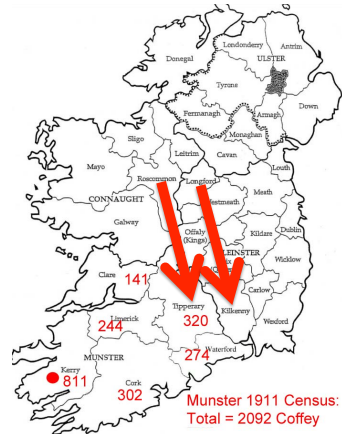 Londonderry
Antrim
Donegal
ULSTER
Tyrone
Fermanagh
Armagh
Down
Monaghan
Sligo
Leitrim
Cavan
Louth
Mayo
Roscommon
Longford
CONNAUGHT
Meath
Galway
Offaly
(Kings)
Kildare
Dublin
Wicklow
Clare
141
Carlow
Limerick
244
Tipperary
320
Kilkenny
Wexford
Kerry
811
MUNSTER
274
Waterford
Cork
302
Munster 1911 Census:
Total = 2092 Coffey